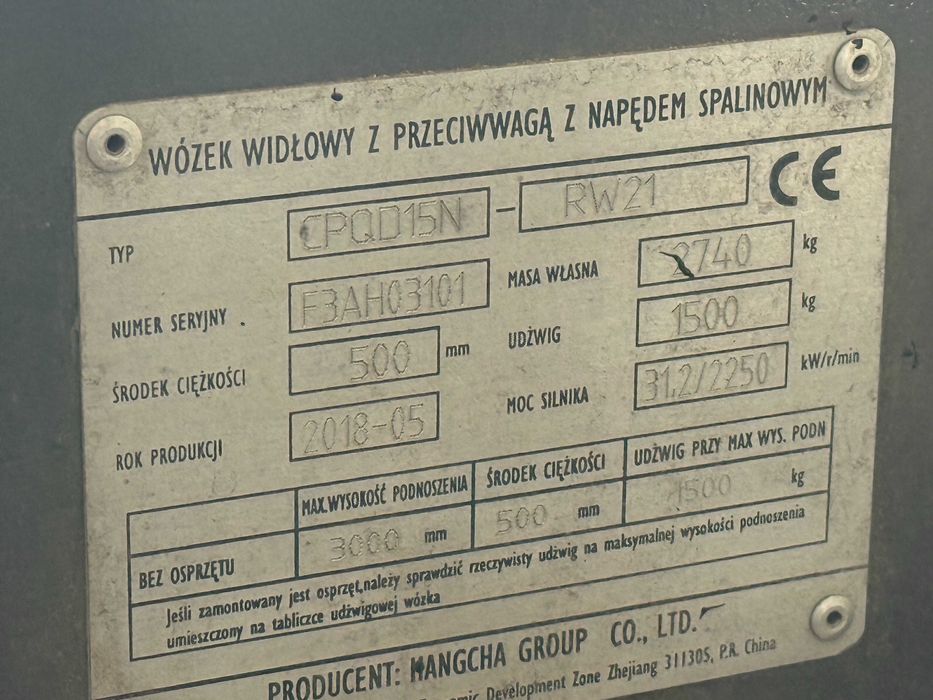 WÓZEK WIDŁOWY Z PRZECIWWAGĄ Z NAPĘDEM SPALINOWYM
TYP CPQD15N - RW21 CE
NUMER SERYJNY F3AH03101 MASA WŁASNA 2740 kg
ŚRODEK CIĘŻKOŚCI 500 mm UDŹWIG 1500 kg
ROK PRODUKCJI 2018-05 MOC SILNIKA 31,2/2250 kW/r/min
MAX.WYSOKOŚĆ PODNOSZENIA ŚRODEK CIĘŻKOŚCI UDŹWIG PRZY MAX WYS. PODN
BEZ OSPRZĘTU 3000 mm 500 mm 1500 kg
Jeśli zamontowany jest osprzęt,należy sprawdzić rzeczywisty udźwig na maksymalnej wysokości podnoszenia
umieszczony na tabliczce udźwigowej wózka
PRODUCENT: HANGCHA GROUP CO., LTD.
Development Zone Zhejiang 311305, P.R. China